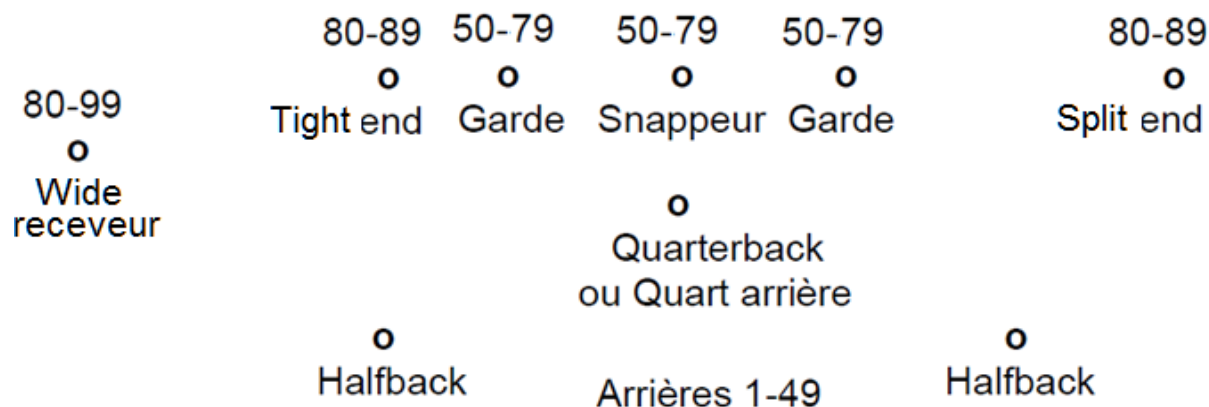 80-89 50-79 50-79 50-79 80-89
o o o o o
Tight end Garde Snappeur Garde Split end
80-99
o
Wide
receveur
o
Quarterback
ou Quart arrière
o o
Halfback Arrières 1-49 Halfback